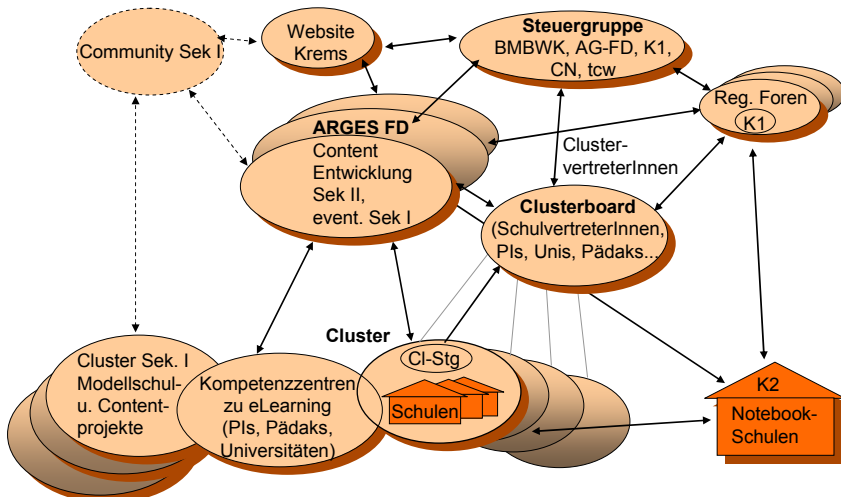 Community Sek I
Website
Krems
Steuergruppe
BMBWK, AG-FD, K1,
CN, tcw
Reg. Foren
K1
ARGES FD
Content
Entwicklung
Sek II,
event. Sek I
Cluster-
vertreterInnen
Clusterboard
(SchulvertreterInnen,
PIs, Unis, Pädaks...
Cluster
Cl-Stg
Schulen
Cluster Sek. I
Modellschul-
u. Content-
projekte
Kompetenzzentren
zu eLearning
(PIs, Pädaks,
Universitäten)
K2
Notebook-
Schulen